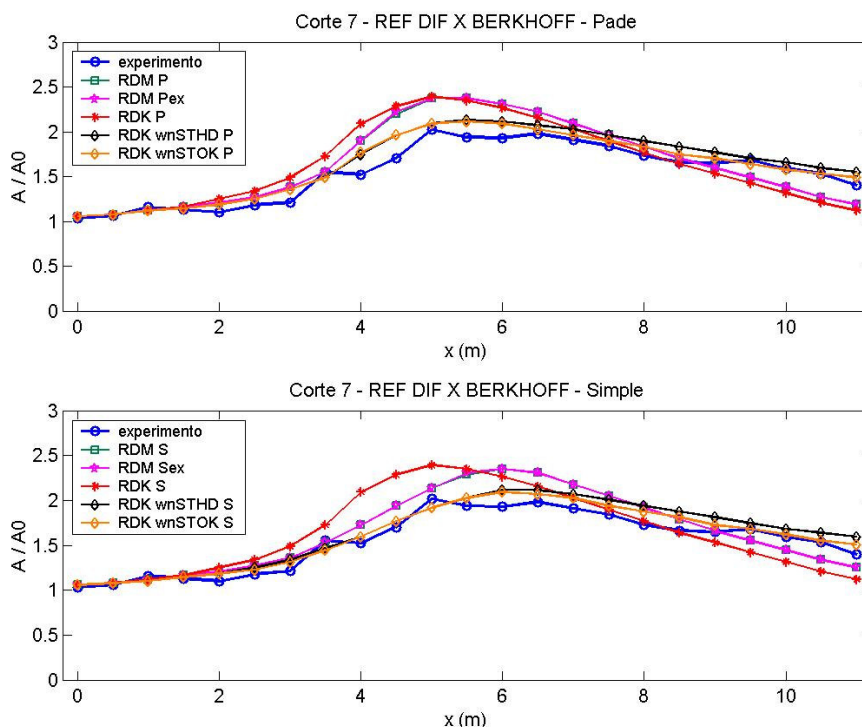 Corte 7 - REF DIF X BERKHOFF - Pade
3
2.5
2
1.5
1
0.5
0
A / A0
experimento
RDM P
RDM Pex
RDK P
RDK wnSTHD P
RDK wnSTOK P
0 2 4 6 8 10
x (m)
Corte 7 - REF DIF X BERKHOFF - Simple
3
2.5
2
1.5
1
0.5
0
A / A0
experimento
RDM S
RDM Sex
RDK S
RDK wnSTHD S
RDK wnSTOK S
0 2 4 6 8 10
x (m)